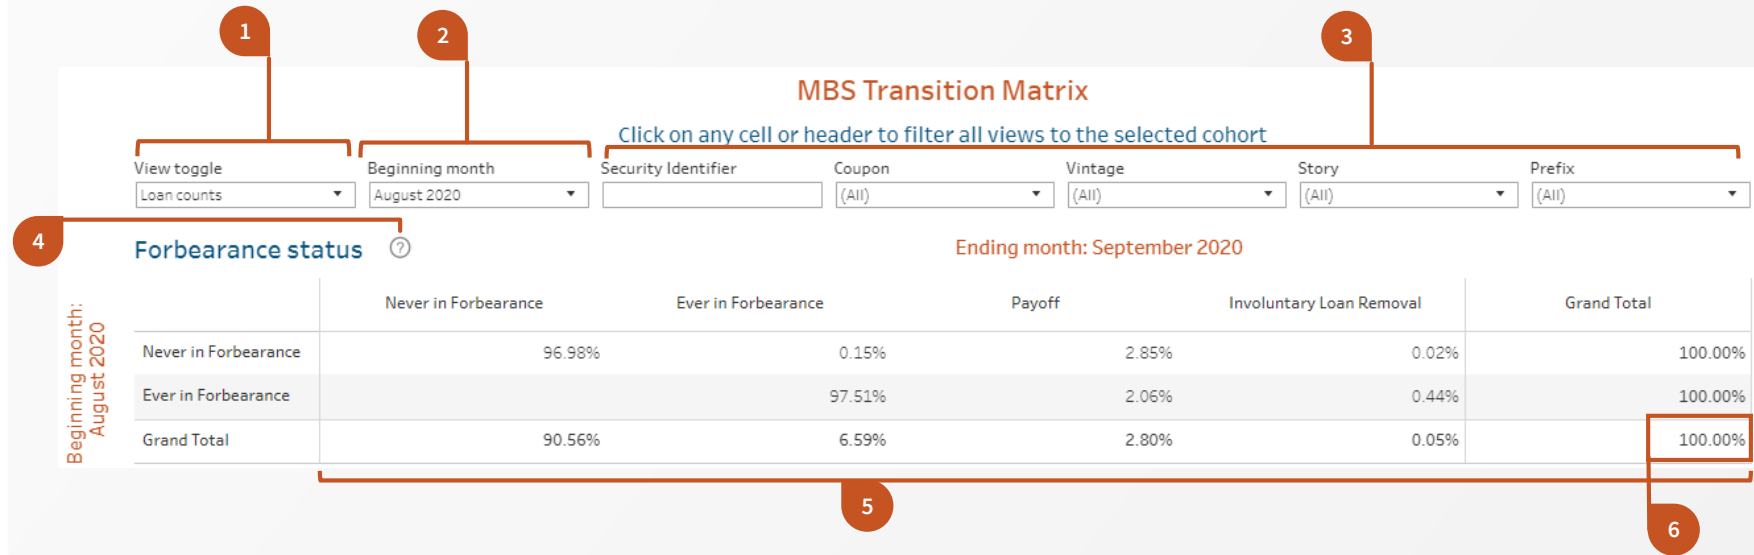 1
2
3
MBS Transition Matrix
Click on any cell or header to filter all views to the selected cohort
View toggle
Beginning month
Security Identifier
Coupon
Vintage
Story
Prefix
Loan counts
August 2020
(All)
(All)
(All)
(All)
4
Forbearance status
?
Ending month: September 2020
Beginning month:
August 2020
Never in Forbearance Ever in Forbearance Payoff Involuntary Loan Removal Grand Total
Never in Forbearance 96.98% 0.15% 2.85% 0.02% 100.00%
Ever in Forbearance 97.51% 2.06% 0.44% 100.00%
Grand Total 90.56% 6.59% 2.80% 0.05% 100.00%
5
6